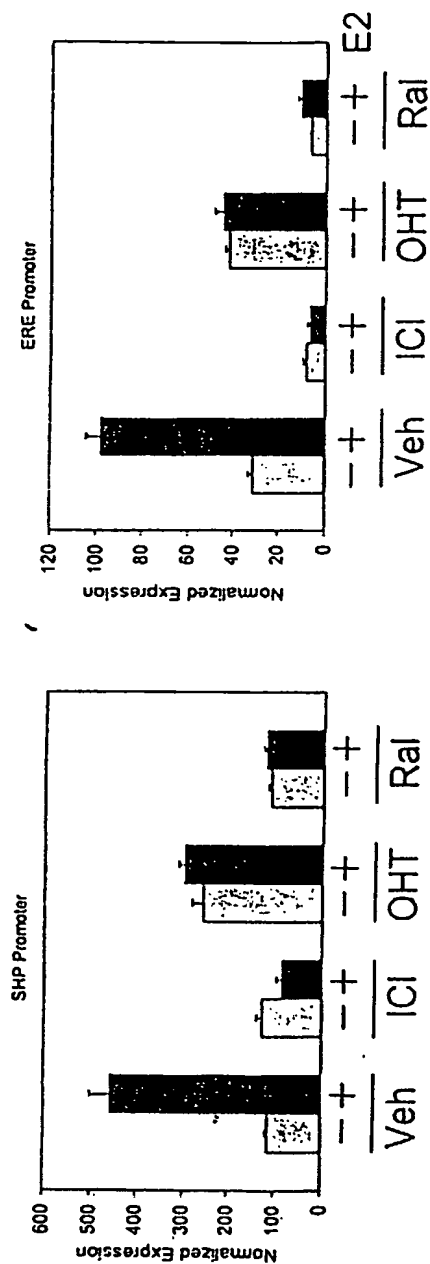 SHP Promoter
Normalized Expression
600
500
400
300
200
100
0
− + − + − + − +
Veh ICI OHT Ral
ERE Promotor
Normalized Expression
120
100
80
60
40
20
0
− + − + − + − + E2
Veh ICI OHT Ral